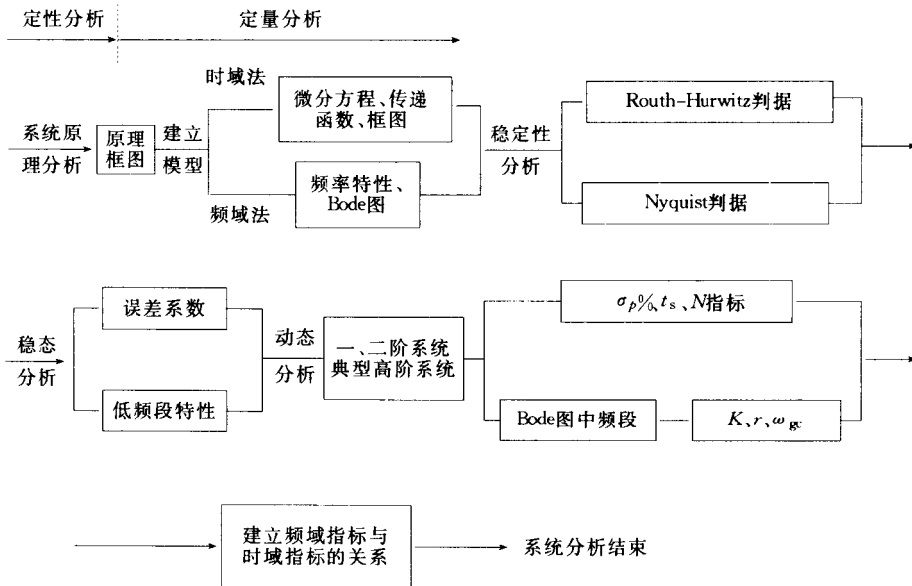 定性分析
定量分析
时域法
微分方程、传递
函数、框图
Routh-Hurwitz判据
系统原
理分析
原理
框图
建立
模型
稳定性
分析
频域法
频率特性、
Bode图
Nyquist判据
误差系数
σp%、ts、N指标
稳态
分析
动态
分析
一、二阶系统
典型高阶系统
低频段特性
Bode图中频段
K、r、ωgc
建立频域指标与
时域指标的关系
系统分析结束